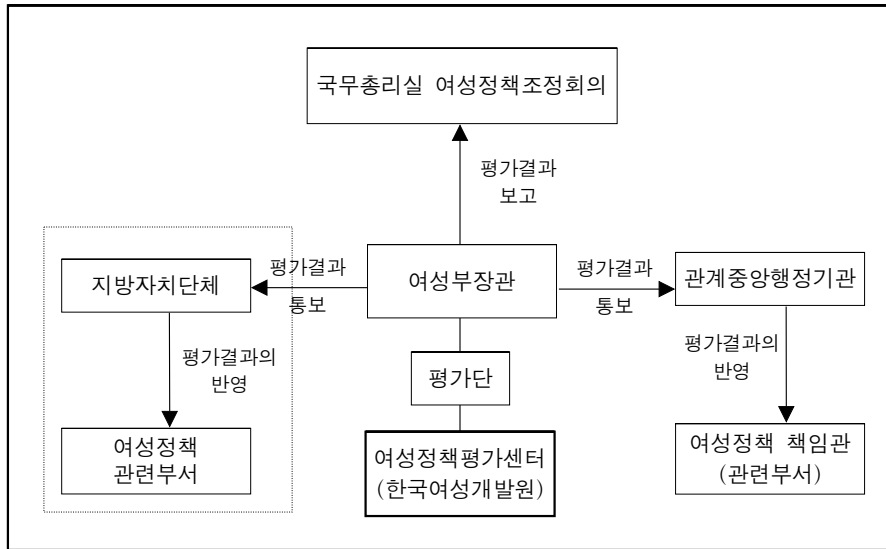 국무총리실 여성정책조정회의
평가결과
보고
지방자치단체
평가결과
통보
여성부장관
평가결과
통보
관계중앙행정기관
평가결과의
반영
평가단
평가결과의
반영
여성정책
관련부서
여성정책평가센터
(한국여성개발원)
여성정책 책임관
(관련부서)